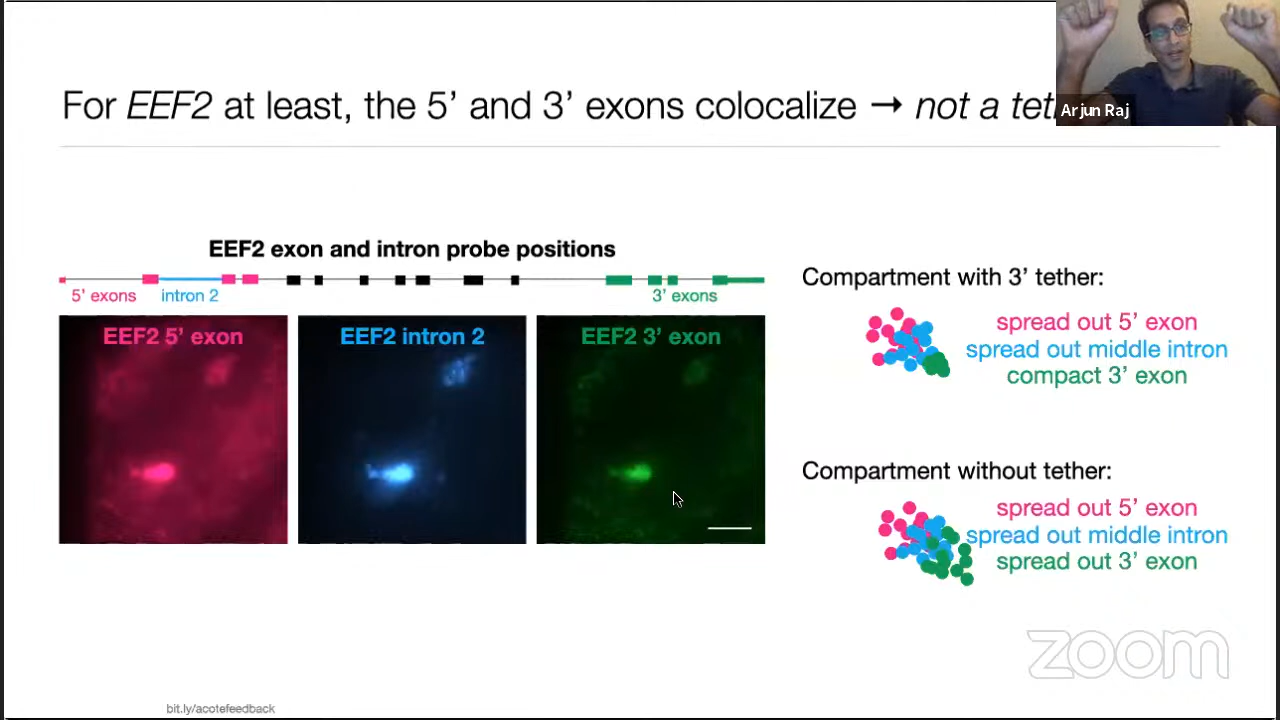 For EEF2 at least, the 5’ and 3’ exons colocalize → not a
Arjun Raj
EEF2 exon and intron probe positions
5’ exons
intron 2
3’ exons
EEF2 5’ exon
EEF2 intron 2
EEF2 3’ exon
Compartment with 3’ tether:
spread out 5’ exon
spread out middle intron
compact 3’ exon
Compartment without tether:
spread out 5’ exon
spread out middle intron
spread out 3’ exon
zoom
bit.ly/acotefeedback